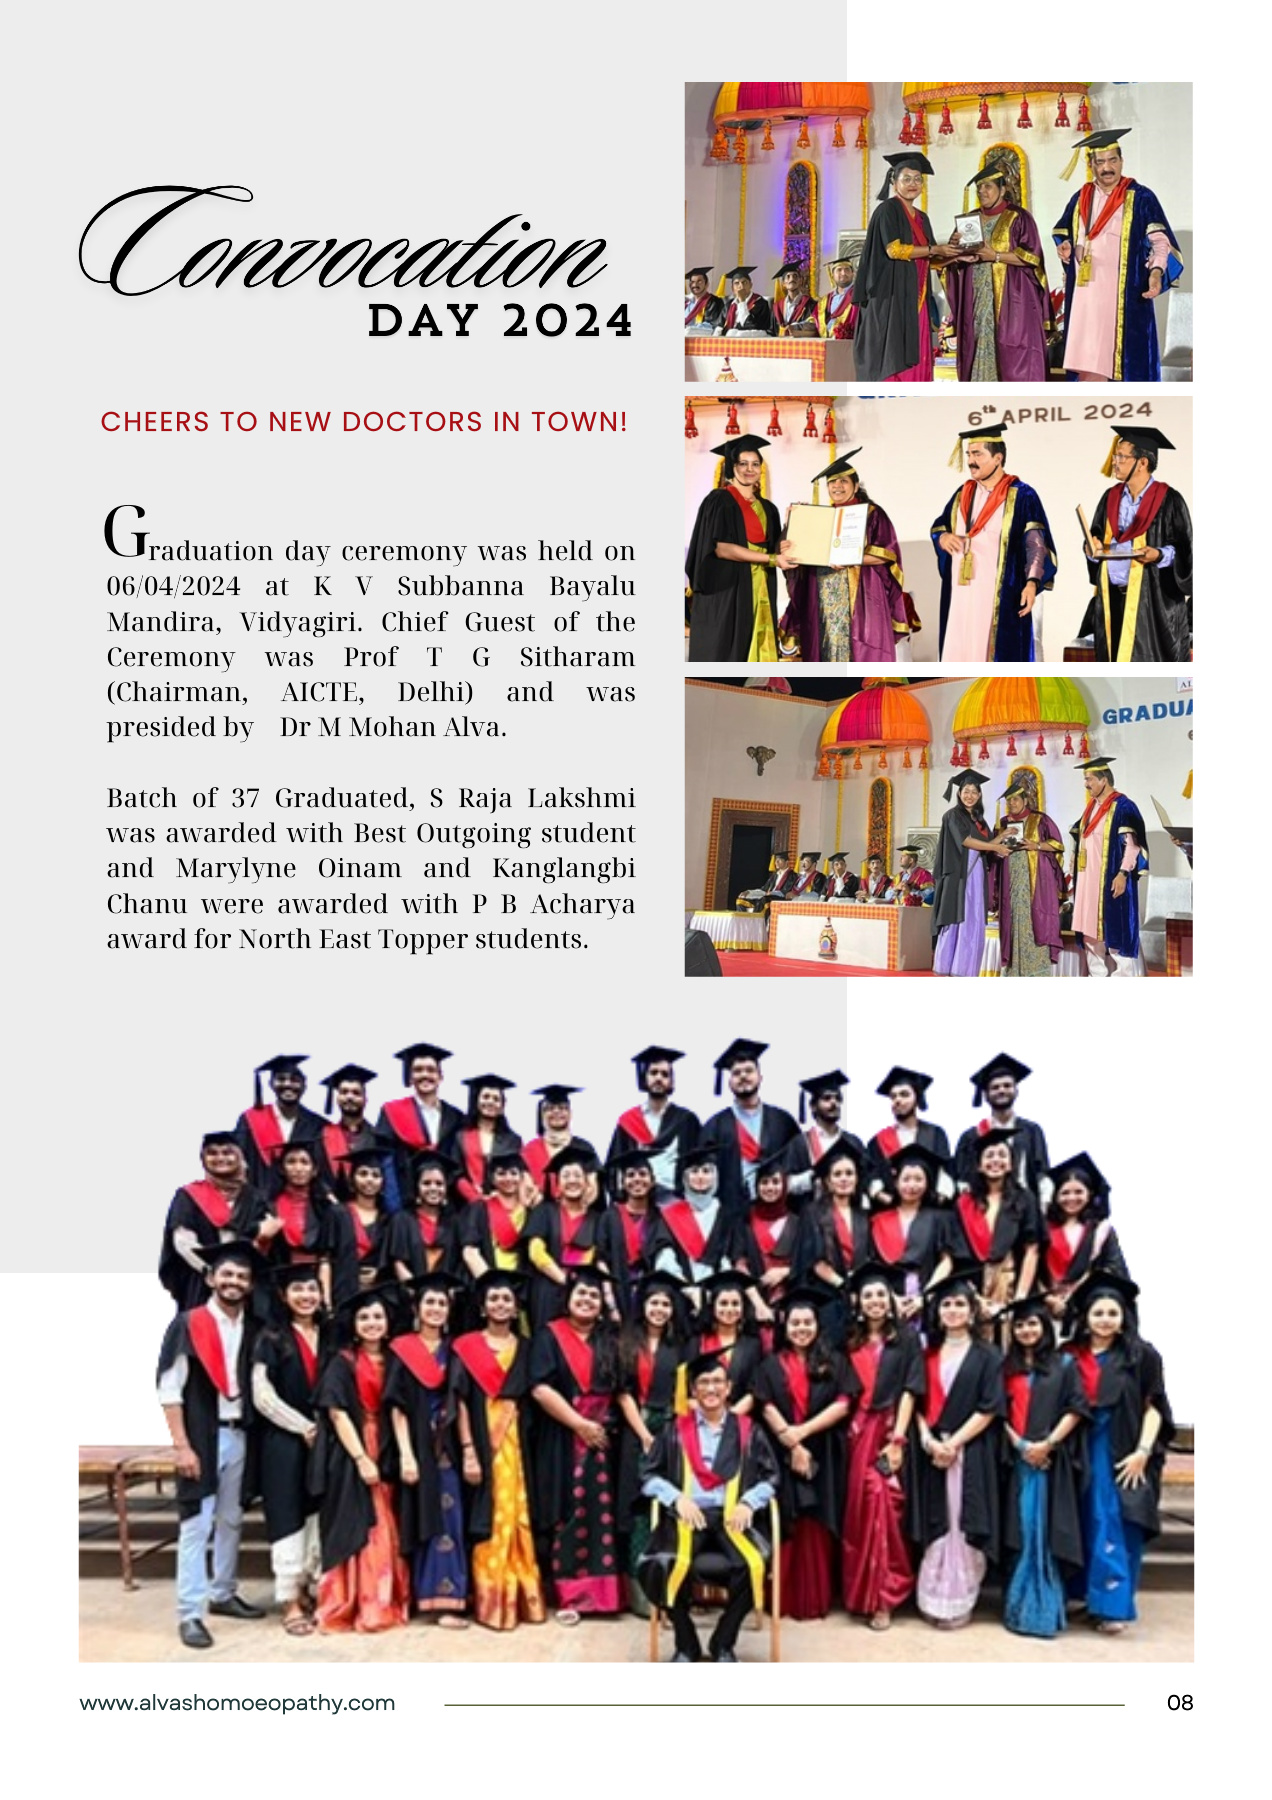 Convocation
DAY 2024
CHEERS TO NEW DOCTORS IN TOWN!
Graduation day ceremony was held on
06/04/2024 at K V Subbanna Bayalu
Mandira, Vidyagiri. Chief Guest of the
Ceremony was Prof T G Sitharam
(Chairman, AICTE, Delhi) and was
presided by Dr M Mohan Alva.
Batch of 37 Graduated, S Raja Lakshmi
was awarded with Best Outgoing student
and Marylyne Oinam and Kanglangbi
Chanu were awarded with P B Acharya
award for North East Topper students.
6th APRIL 2024
GRADUA
www.alvashomoeopathy.com
08